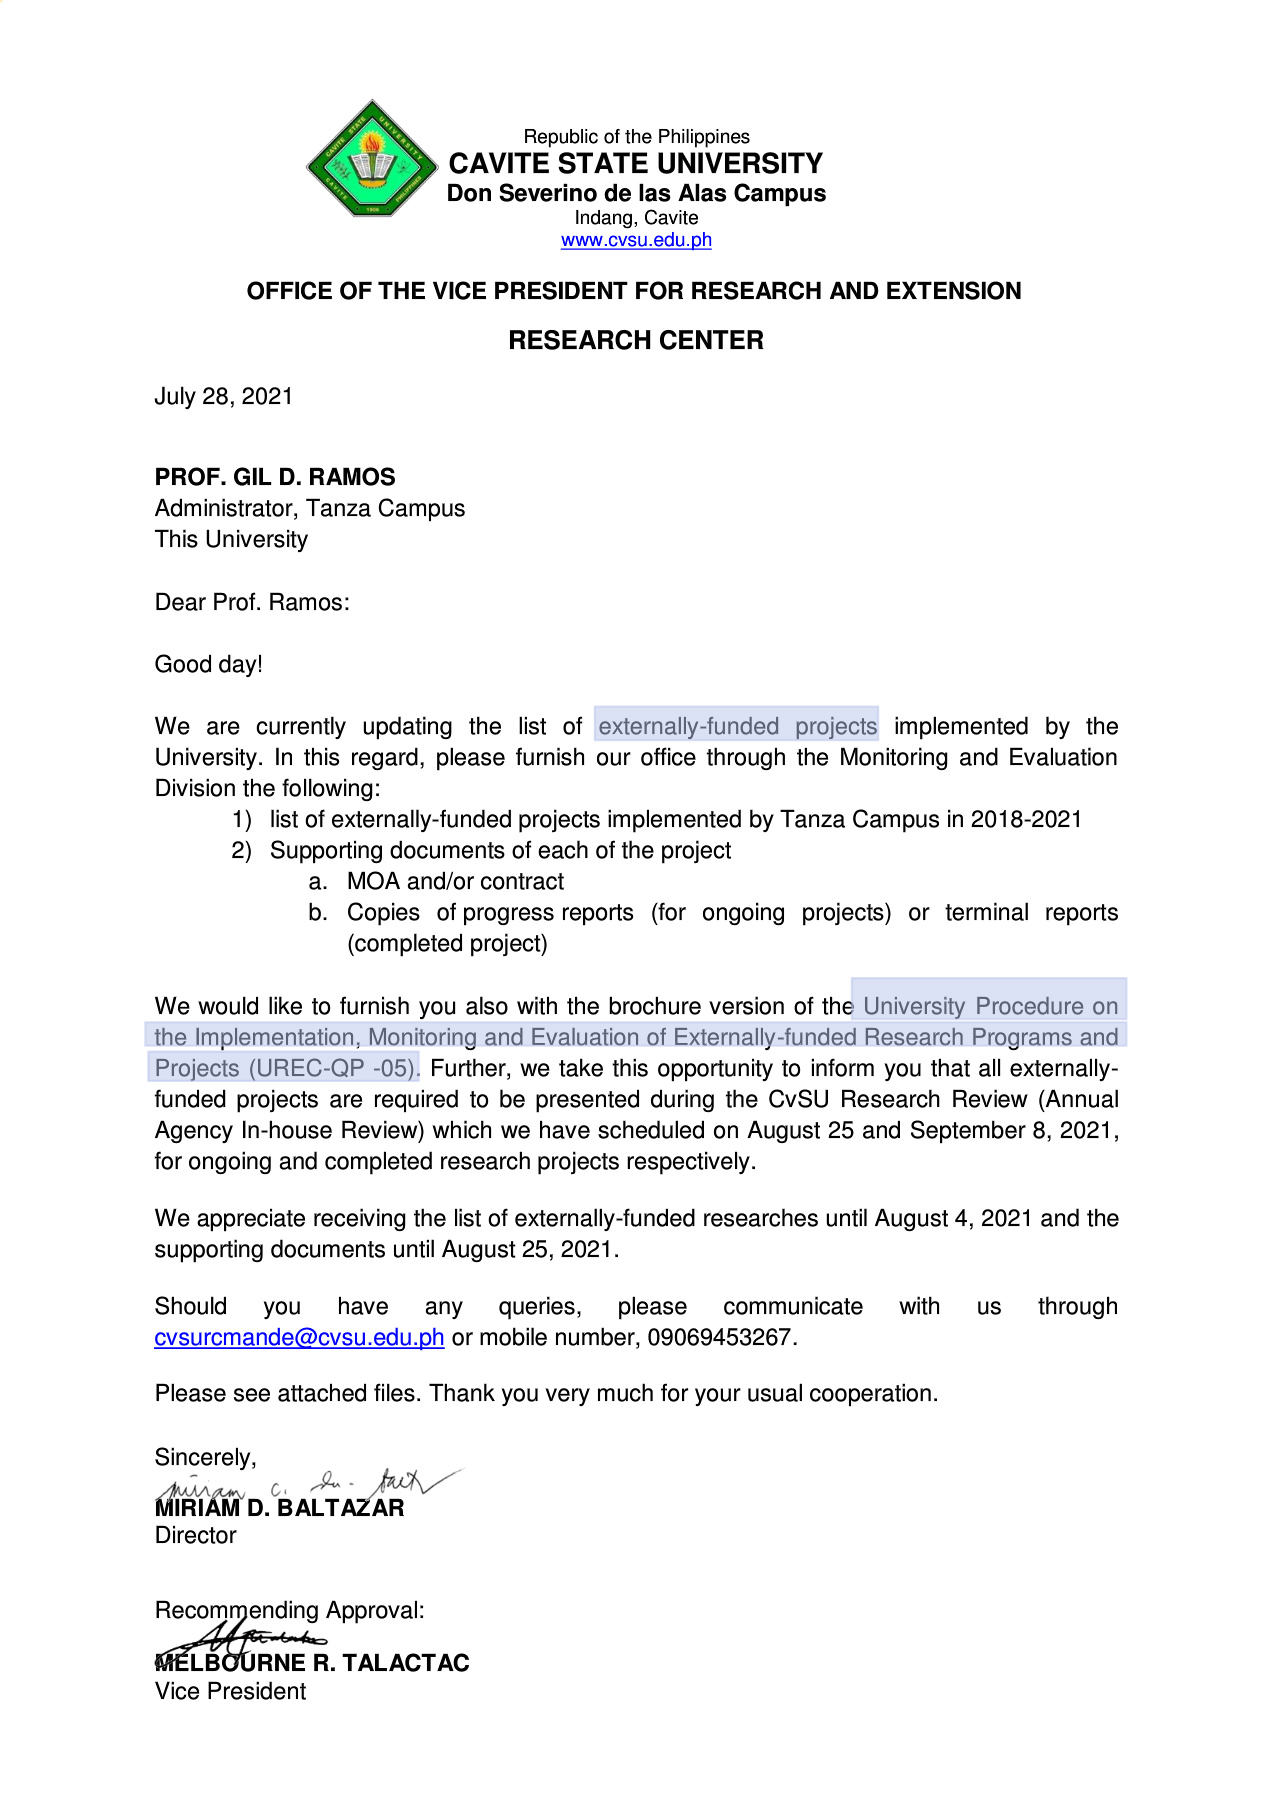 Republic of the Philippines
CAVITE STATE UNIVERSITY
Don Severino de las Alas Campus
Indang, Cavite
www.cvsu.edu.ph
OFFICE OF THE VICE PRESIDENT FOR RESEARCH AND EXTENSION
RESEARCH CENTER
July 28, 2021
PROF. GIL D. RAMOS
Administrator, Tanza Campus
This University
Dear Prof. Ramos:
Good day!
We are currently updating the list of externally-funded projects implemented by the
University. In this regard, please furnish our office through the Monitoring and Evaluation
Division the following:
1) list of externally-funded projects implemented by Tanza Campus in 2018-2021
2) Supporting documents of each of the project
a. MOA and/or contract
b. Copies of progress reports (for ongoing projects) or terminal reports
(completed project)
We would like to furnish you also with the brochure version of the University Procedure on
the Implementation, Monitoring and Evaluation of Externally-funded Research Programs and
Projects (UREC-QP -05). Further, we take this opportunity to inform you that all externally-
funded projects are required to be presented during the CvSU Research Review (Annual
Agency In-house Review) which we have scheduled on August 25 and September 8, 2021,
for ongoing and completed research projects respectively.
We appreciate receiving the list of externally-funded researches until August 4, 2021 and the
supporting documents until August 25, 2021.
Should you have any queries, please communicate with us through
cvsurcmande@cvsu.edu.ph or mobile number, 09069453267.
Please see attached files. Thank you very much for your usual cooperation.
Sincerely,
MIRIAM D. BALTAZAR
Director
Recommending Approval:
MELBOURNE R. TALACTAC
Vice President